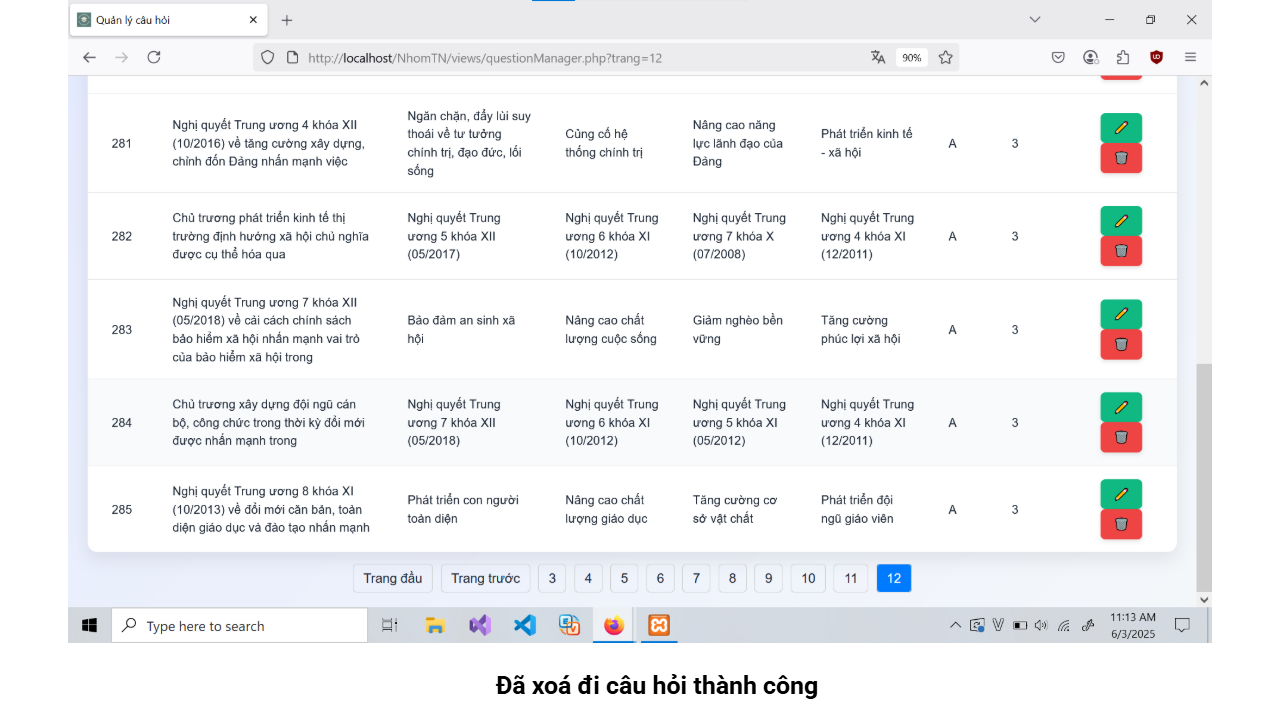 Quản lý câu hỏi
http://localhost/NhomTN/views/questionManager.php?trang=12
90%
281
Nghị quyết Trung ương 4 khóa XII
(10/2016) về tăng cường xây dựng,
chỉnh đốn Đảng nhấn mạnh việc
Ngăn chặn, đẩy lùi suy
thoái về tư tưởng
chính trị, đạo đức, lối
sống
Củng cố hệ
thống chính trị
Nâng cao năng
lực lãnh đạo của
Đảng
Phát triển kinh tế
- xã hội
A
3
282
Chủ trương phát triển kinh tế thị
trường định hướng xã hội chủ nghĩa
được cụ thể hóa qua
Nghị quyết Trung
ương 5 khóa XII
(05/2017)
Nghị quyết Trung
ương 6 khóa XI
(10/2012)
Nghị quyết Trung
ương 7 khóa X
(07/2008)
Nghị quyết Trung
ương 4 khóa XI
(12/2011)
A
3
283
Nghị quyết Trung ương 7 khóa XII
(05/2018) về cải cách chính sách
bảo hiểm xã hội nhấn mạnh vai trò
của bảo hiểm xã hội trong
Bảo đảm an sinh xã
hội
Nâng cao chất
lượng cuộc sống
Giảm nghèo bền
vững
Tăng cường
phúc lợi xã hội
A
3
284
Chủ trương xây dựng đội ngũ cán
bộ, công chức trong thời kỳ đổi mới
được nhấn mạnh trong
Nghị quyết Trung
ương 7 khóa XII
(05/2018)
Nghị quyết Trung
ương 6 khóa XI
(10/2012)
Nghị quyết Trung
ương 5 khóa XI
(05/2012)
Nghị quyết Trung
ương 4 khóa XI
(12/2011)
A
3
285
Nghị quyết Trung ương 8 khóa XI
(10/2013) về đổi mới căn bản, toàn
diện giáo dục và đào tạo nhấn mạnh
Phát triển con người
toàn diện
Nâng cao chất
lượng giáo dục
Tăng cường cơ
sở vật chất
Phát triển đội
ngũ giáo viên
A
3
Trang đầu Trang trước 3 4 5 6 7 8 9 10 11 12
Type here to search
11:13 AM
6/3/2025
Đã xoá đi câu hỏi thành công